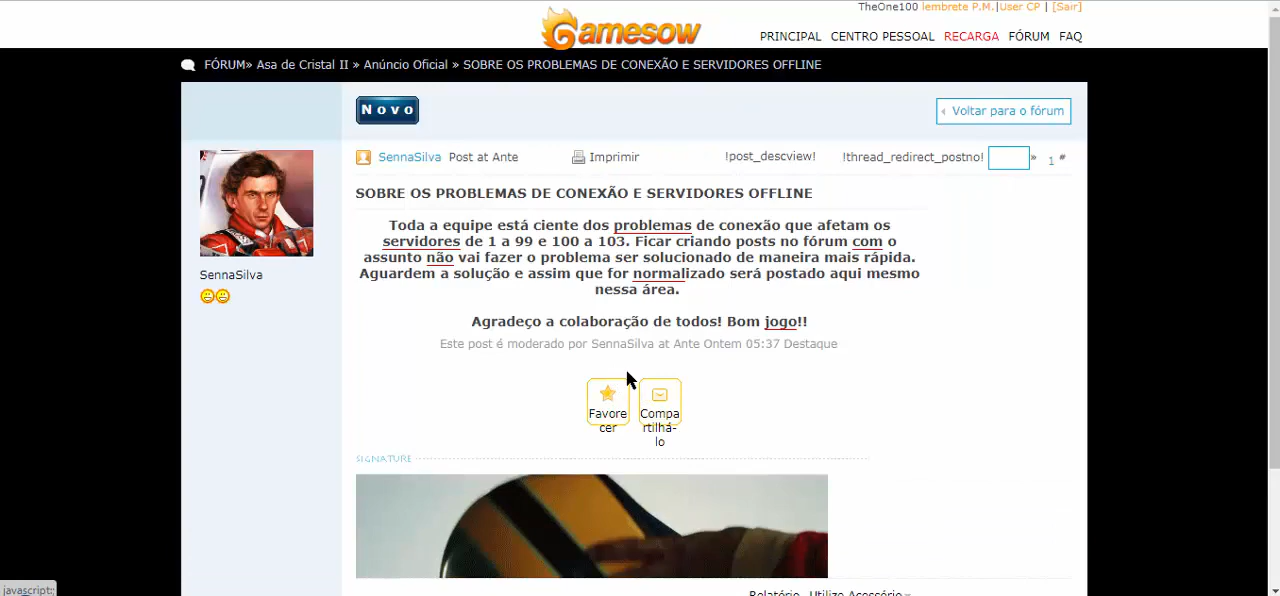 TheOne100 lembrete P.M.|User CP | [Sair]
Gamesow
PRINCIPAL CENTRO PESSOAL RECARGA FÓRUM FAQ
FÓRUM» Asa de Cristal II » Anúncio Oficial » SOBRE OS PROBLEMAS DE CONEXÃO E SERVIDORES OFFLINE
Novo
Voltar para o fórum
SennaSilva Post at Ante Imprimir !post_descview! !thread_redirect_postno! » 1 #
SOBRE OS PROBLEMAS DE CONEXÃO E SERVIDORES OFFLINE
Toda a equipe está ciente dos problemas de conexão que afetam os
servidores de 1 a 99 e 100 a 103. Ficar criando posts no fórum com o
assunto não vai fazer o problema ser solucionado de maneira mais rápida.
Aguardem a solução e assim que for normalizado será postado aqui mesmo
nessa área.
SennaSilva
Agradeço a colaboração de todos! Bom jogo!!
Este post é moderado por SennaSilva at Ante Ontem 05:37 Destaque
Favore
cer
Compa
rtilhá-
lo
SIGNATURE
Relatório Utilize Acessório
javascript: